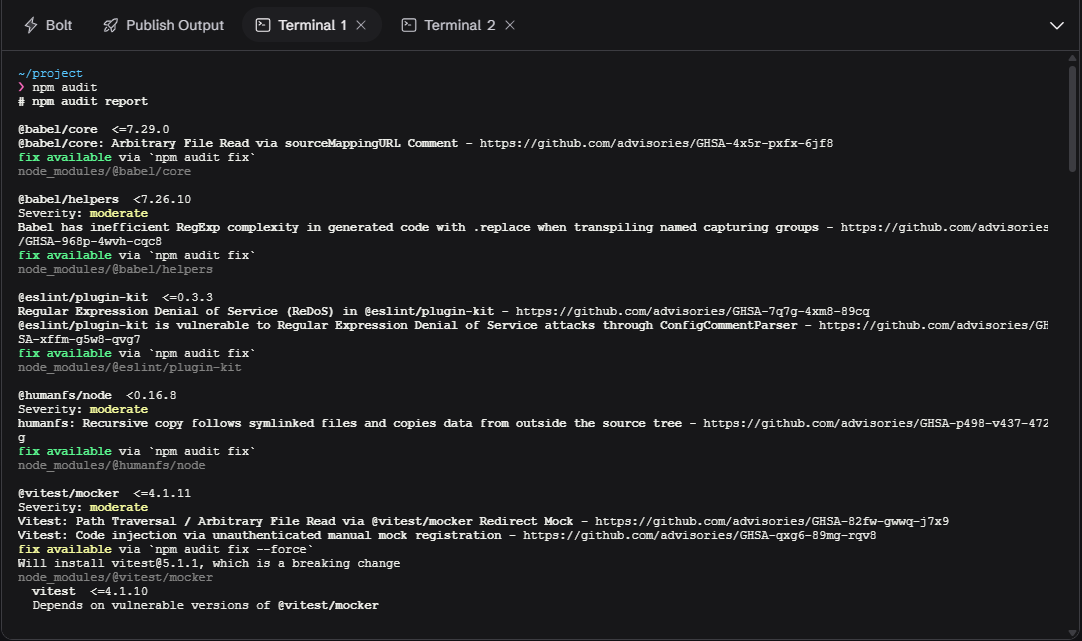 Bolt Publish Output Terminal 1 Terminal 2
~/project
❯ npm audit
# npm audit report
@babel/core <=7.29.0
@babel/core: Arbitrary File Read via sourceMappingURL Comment - https://github.com/advisories/GHSA-4x5r-pxfx-6jf8
fix available via `npm audit fix`
node_modules/@babel/core
@babel/helpers <7.26.10
Severity: moderate
Babel has inefficient RegExp complexity in generated code with .replace when transpiling named capturing groups - https://github.com/advisories
/GHSA-968p-4wvh-cqc8
fix available via `npm audit fix`
node_modules/@babel/helpers
@eslint/plugin-kit <=0.3.3
Regular Expression Denial of Service (ReDoS) in @eslint/plugin-kit - https://github.com/advisories/GHSA-7q7g-4xm8-89cq
@eslint/plugin-kit is vulnerable to Regular Expression Denial of Service attacks through ConfigCommentParser - https://github.com/advisories/GH
SA-xffm-g5w8-qvg7
fix available via `npm audit fix`
node_modules/@eslint/plugin-kit
@humanfs/node <0.16.8
Severity: moderate
humanfs: Recursive copy follows symlinked files and copies data from outside the source tree - https://github.com/advisories/GHSA-p498-v437-472
g
fix available via `npm audit fix`
node_modules/@humanfs/node
@vitest/mocker <=4.1.11
Severity: moderate
Vitest: Path Traversal / Arbitrary File Read via @vitest/mocker Redirect Mock - https://github.com/advisories/GHSA-82fw-gwwq-j7x9
Vitest: Code injection via unauthenticated manual mock registration - https://github.com/advisories/GHSA-qxg6-89mg-rqv8
fix available via `npm audit fix --force`
Will install vitest@5.1.1, which is a breaking change
node_modules/@vitest/mocker
vitest <=4.1.10
Depends on vulnerable versions of @vitest/mocker